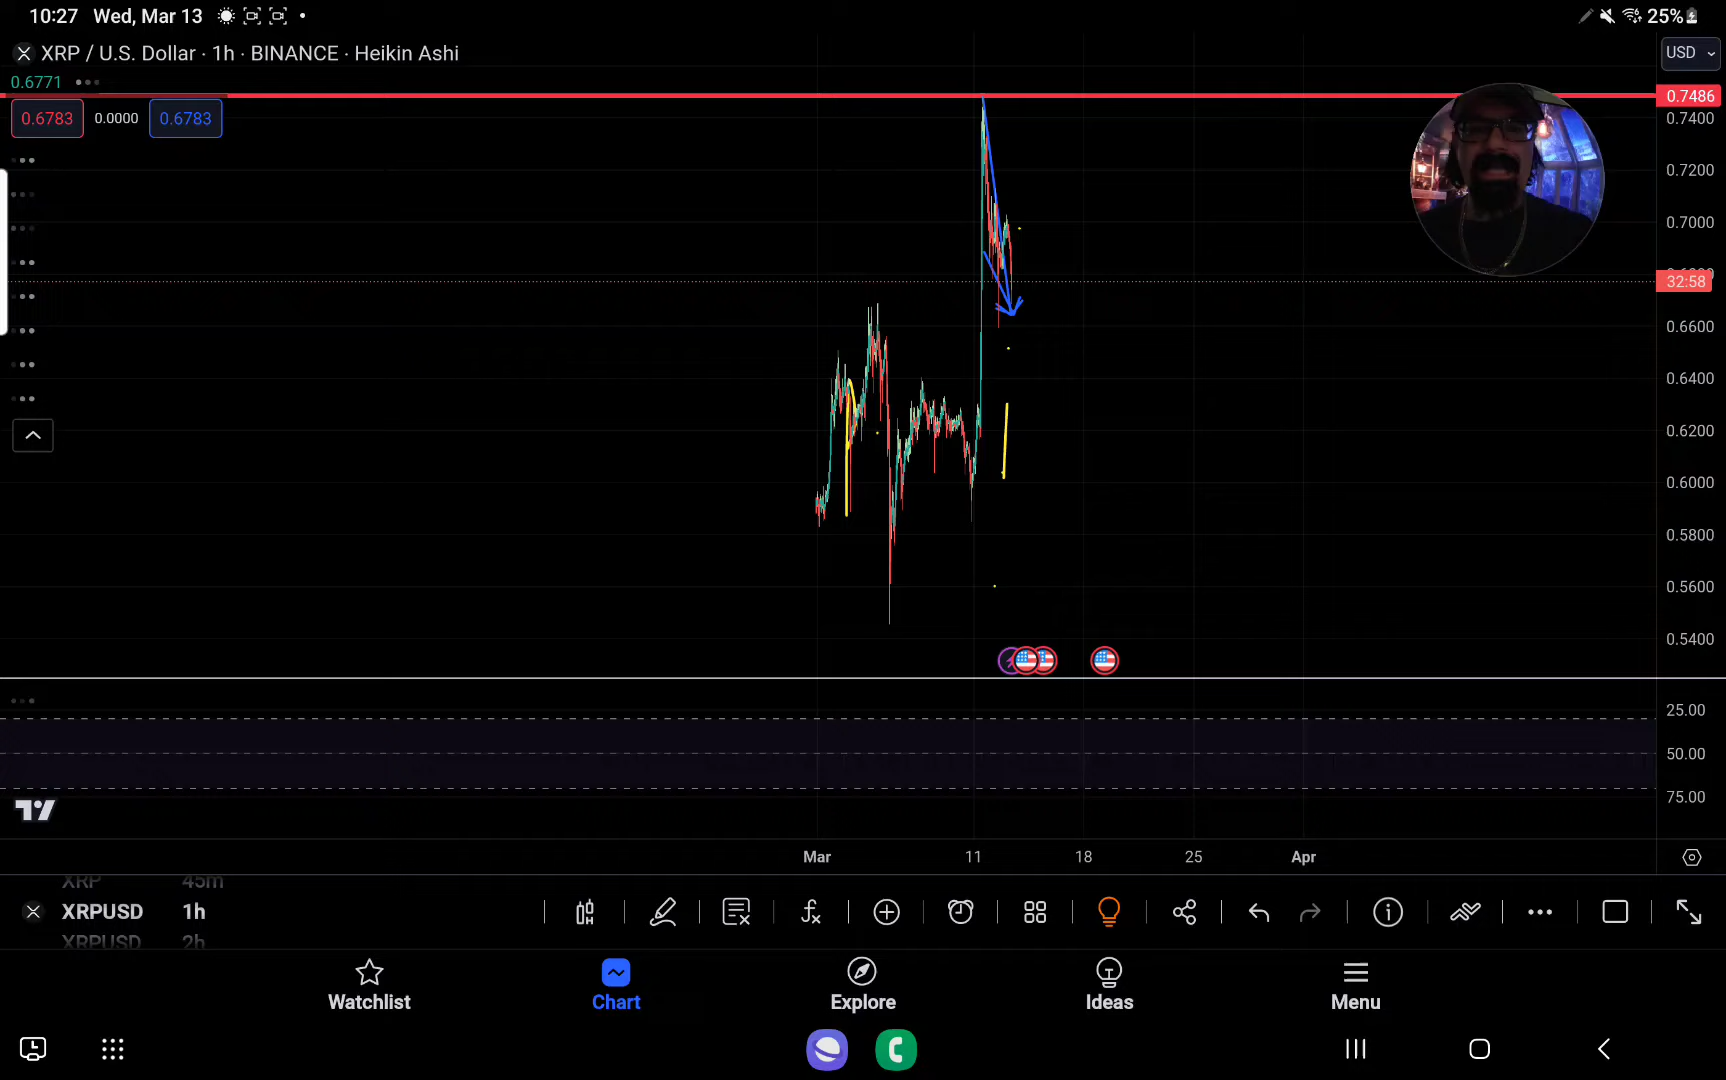 10:27 Wed, Mar 13
25%
XRP / U.S. Dollar · 1h · BINANCE · Heikin Ashi
USD
0.6771
0.7486
0.6783 0.0000 0.6783
0.7400
0.7200
0.7000
32:58
0.6600
0.6400
0.6200
0.6000
0.5800
0.5600
0.5400
25.00
50.00
75.00
Mar 11 18 25 Apr
XRP 45m
XRPUSD 1h
XRPUSD 2h
Watchlist Chart Explore Ideas Menu